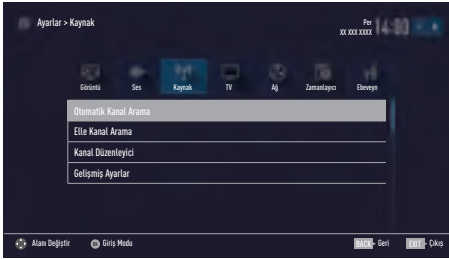 Ayarlar > Kaynak
Per
XX XXX XXXX
14:00
Görüntü Ses Kaynak TV Ağ Zamanlayıcı Ebeveyn
Otomatik Kanal Arama
Elle Kanal Arama
Kanal Düzenleyici
Gelişmiş Ayarlar
Alanı Değiştir OK Giriş Modu BACK Geri EXIT Çıkış